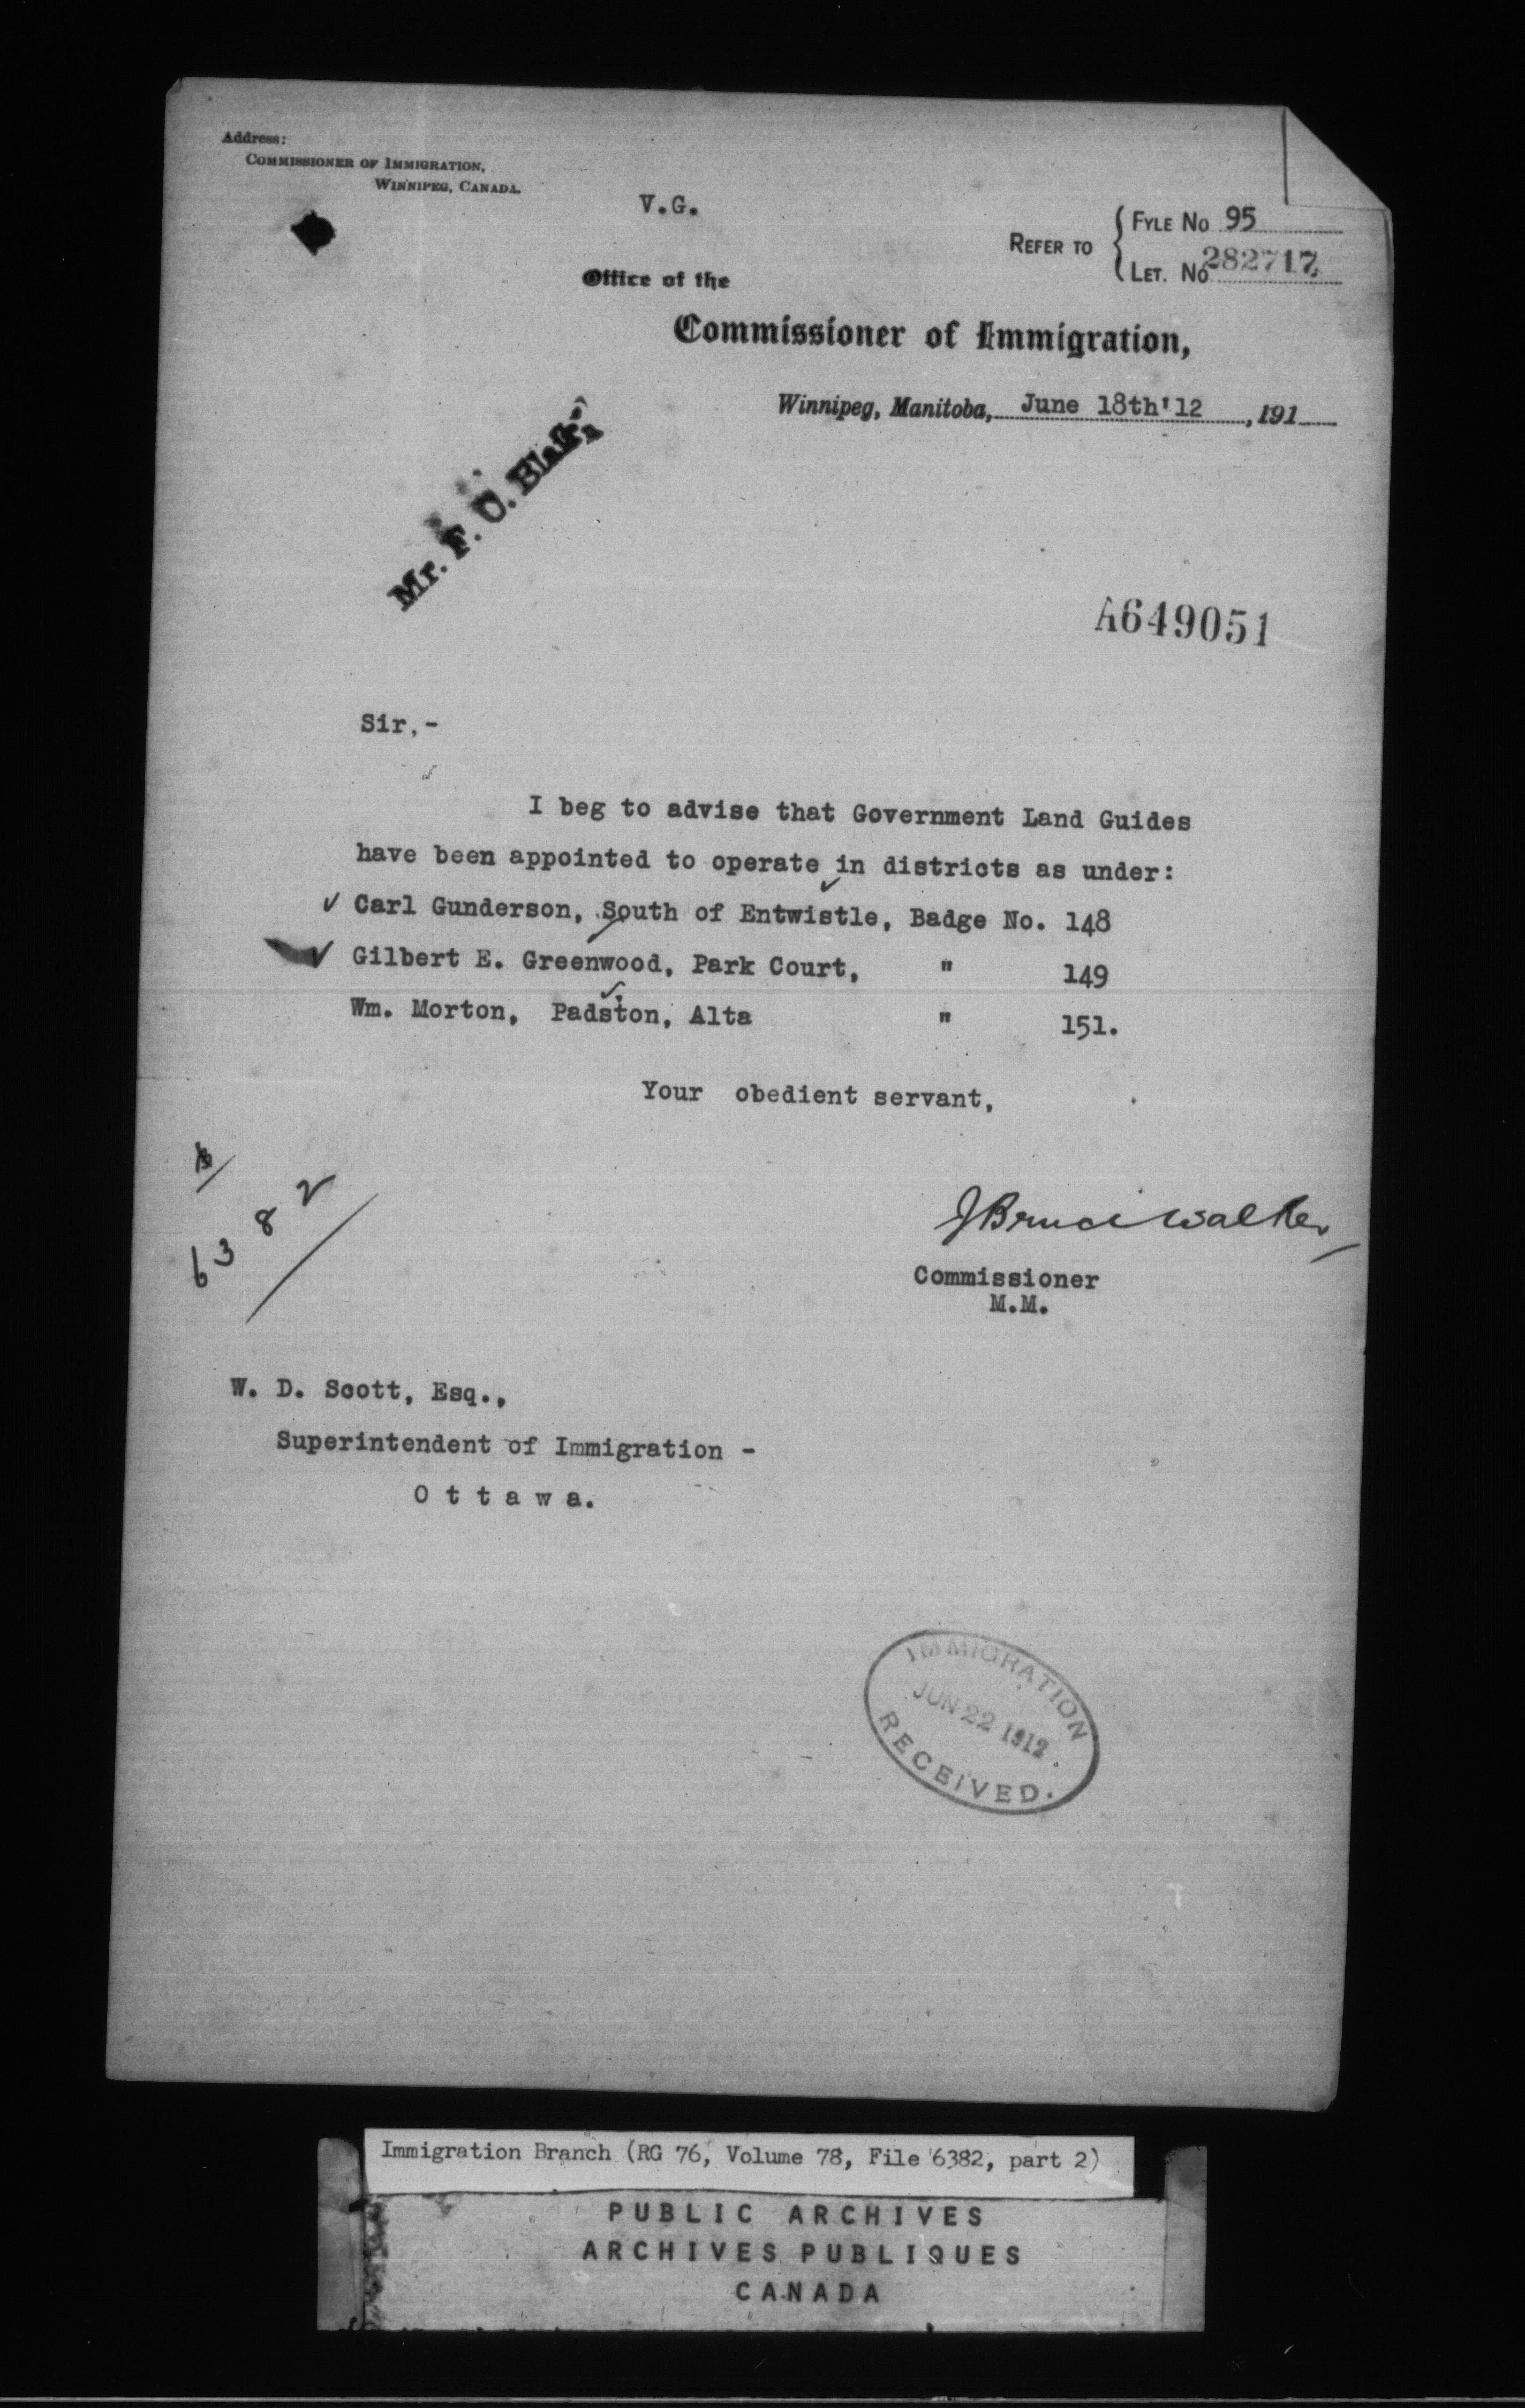 Address:
COMMISSIONER OF IMMIGRATION,
WINNIPEG, CANADA.
V.G.
REFER TO
FYLE No 95
LET. No 282717.
Office of the
Commissioner of Immigration,
Winnipeg, Manitoba, June 18th'12 , 191
Mr. F. C. Blair
A649051
Sir,-
I beg to advise that Government Land Guides
have been appointed to operate in districts as under:
✓ Carl Gunderson, South of Entwistle, Badge No. 148
✓ Gilbert E. Greenwood, Park Court, " 149
Wm. Morton, Padston, Alta " 151.
Your obedient servant,
6382
J Bruce Walker
Commissioner
M.M.
W. D. Scott, Esq.,
Superintendent of Immigration -
O t t a w a.
IMMIGRATION
JUN 22 1912
RECEIVED.
Immigration Branch (RG 76, Volume 78, File 6382, part 2)
PUBLIC ARCHIVES
ARCHIVES PUBLIQUES
CANADA